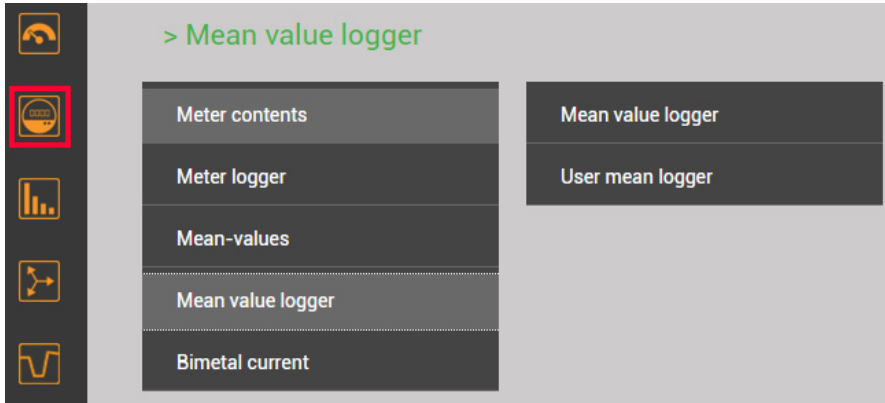 > Mean value logger
Meter contents
Meter logger
Mean-values
Mean value logger
Bimetal current
Mean value logger
User mean logger